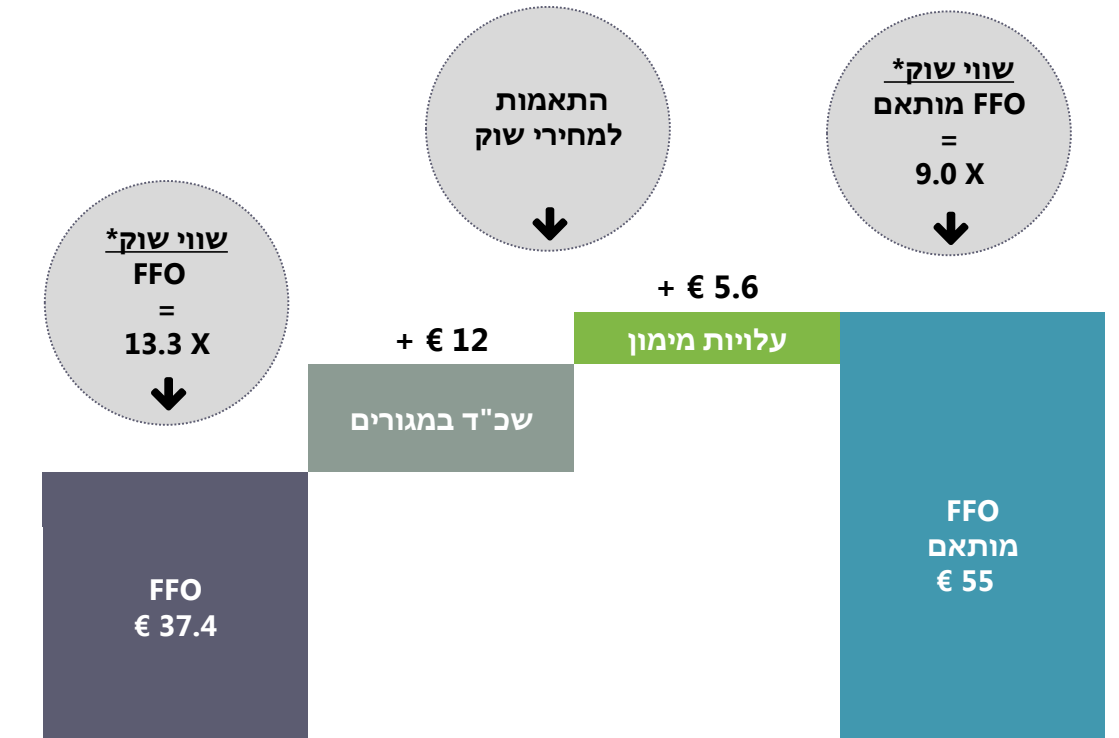 שווי שוק*
FFO
=
13.3 X
+ € 12
שכ"ד במגורים
FFO
€ 37.4
התאמות
למחירי שוק
+ € 5.6
עלויות מימון
שווי שוק*
FFO מותאם
=
9.0 X
FFO
מותאם
€ 55